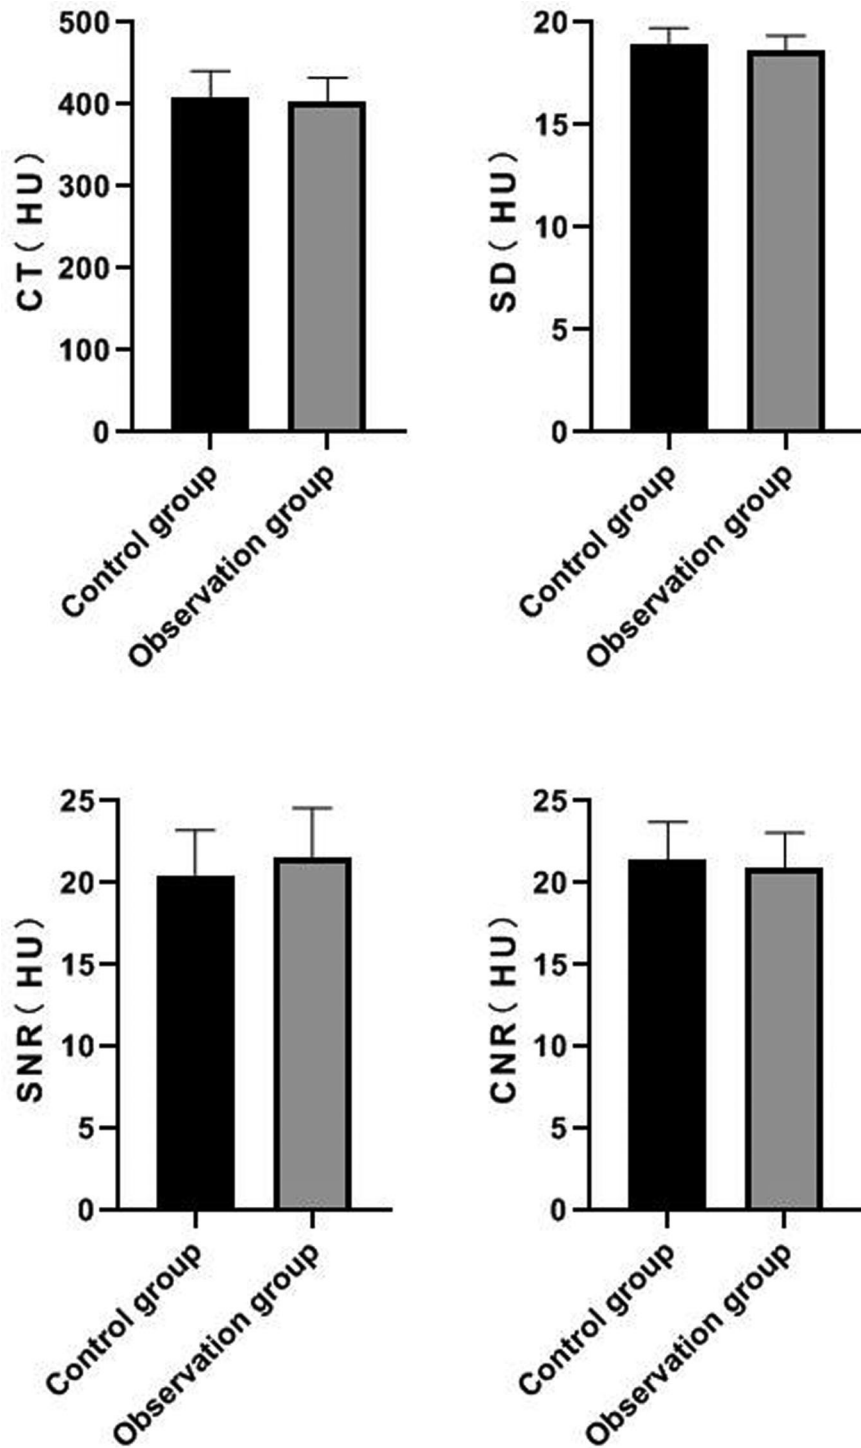 500
400
300
200
100
0
CT( HU)
Control group
Observation group
20
15
10
5
0
SD( HU)
Control group
Observation group
25
20
15
10
5
0
SNR( HU)
Control group
Observation group
25
20
15
10
5
0
CNR( HU)
Control group
Observation group